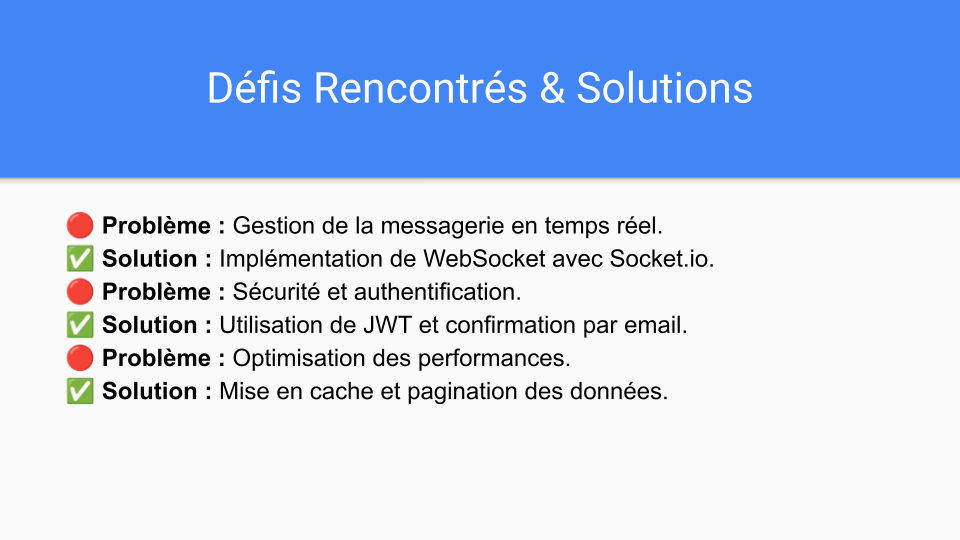 Défis Rencontrés & Solutions
🔴 Problème : Gestion de la messagerie en temps réel.
✅ Solution : Implémentation de WebSocket avec Socket.io.
🔴 Problème : Sécurité et authentification.
✅ Solution : Utilisation de JWT et confirmation par email.
🔴 Problème : Optimisation des performances.
✅ Solution : Mise en cache et pagination des données.